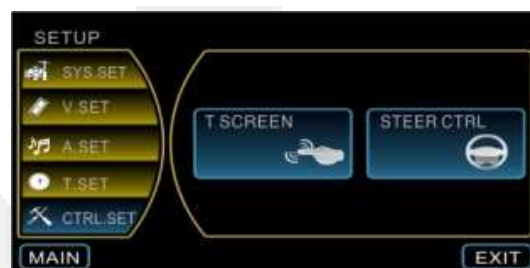 SETUP
SYS.SET
V.SET
A.SET
T.SET
CTRL.SET
T SCREEN
STEER CTRL
MAIN
EXIT